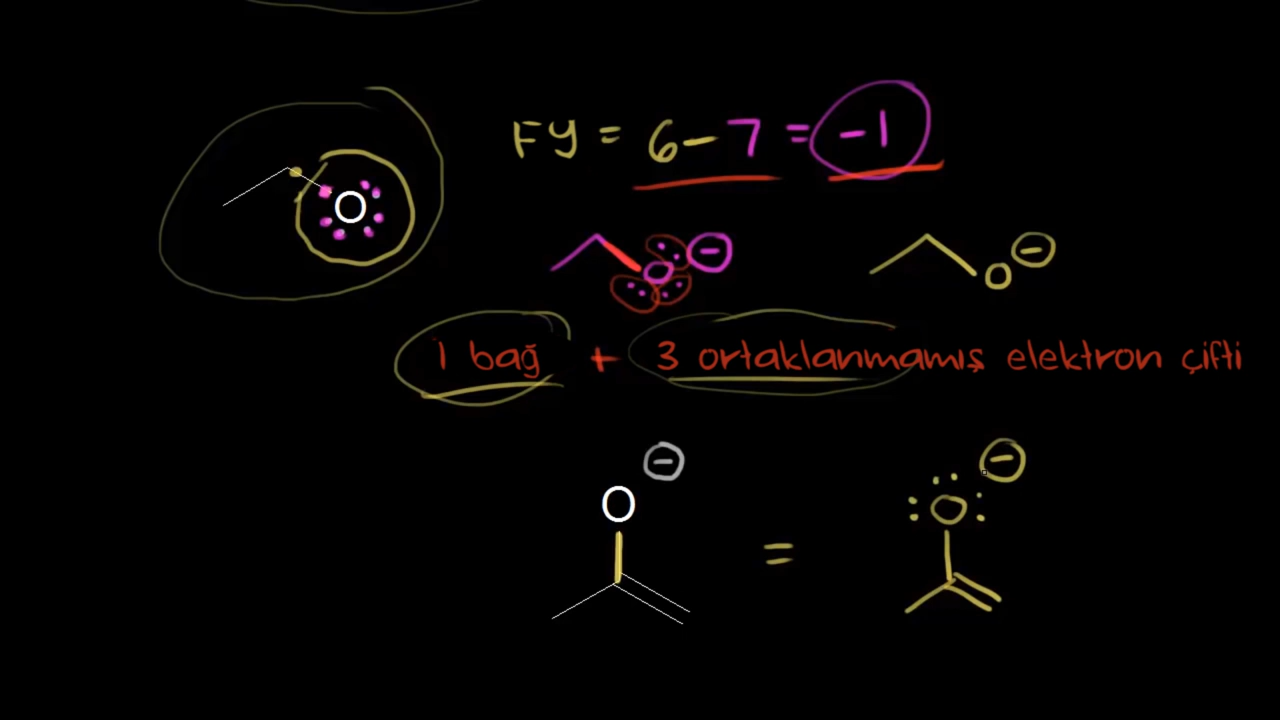 FY = 6 - 7 = -1
O
O -
O -
1 bağ + 3 ortaklanmamış elektron çifti
O - = O -